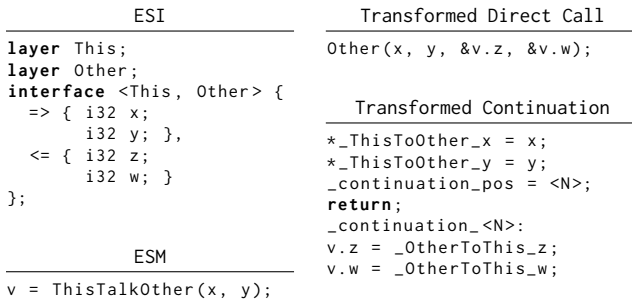 ESI
layer This;
layer Other;
interface <This, Other> {
  => { i32 x;
       i32 y; },
  <= { i32 z;
       i32 w; }
};
ESM
v = ThisTalkOther(x, y);
Transformed Direct Call
Other(x, y, &v.z, &v.w);
Transformed Continuation
*_ThisToOther_x = x;
*_ThisToOther_y = y;
_continuation_pos = <N>;
return;
_continuation_<N>:
v.z = _OtherToThis_z;
v.w = _OtherToThis_w;